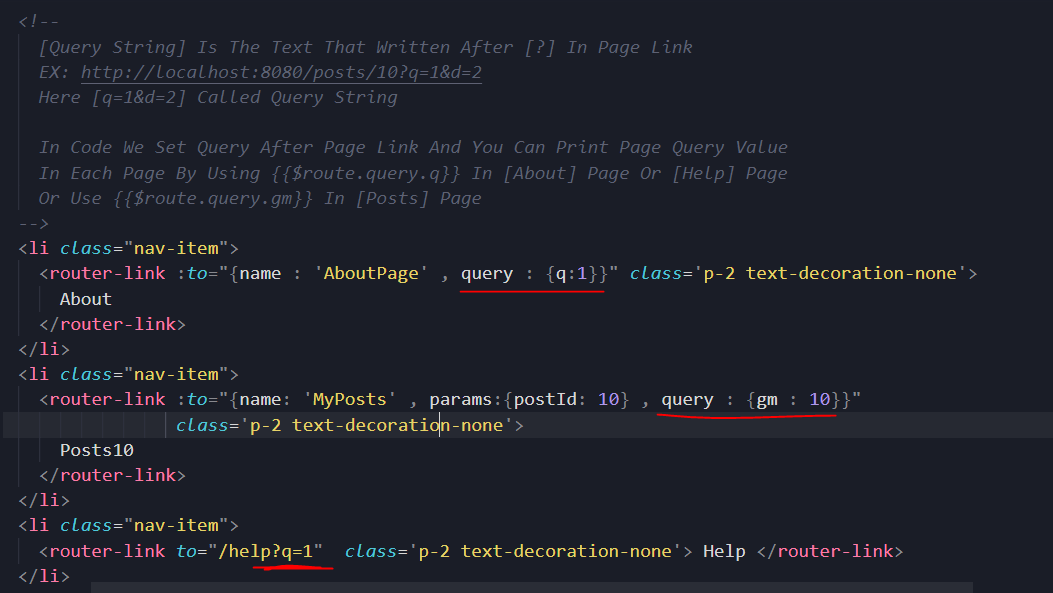 <!--
[Query String] Is The Text That Written After [?] In Page Link
EX: http://localhost:8080/posts/10?q=1&d=2
Here [q=1&d=2] Called Query String
In Code We Set Query After Page Link And You Can Print Page Query Value
In Each Page By Using {{$route.query.q}} In [About] Page Or [Help] Page
Or Use {{$route.query.gm}} In [Posts] Page
-->
<li class="nav-item">
<router-link :to="{name : 'AboutPage' , query : {q:1}}" class='p-2 text-decoration-none'>
About
</router-link>
</li>
<li class="nav-item">
<router-link :to="{name: 'MyPosts' , params:{postId: 10} , query : {gm : 10}}"
class='p-2 text-decoration-none'>
Posts10
</router-link>
</li>
<li class="nav-item">
<router-link to="/help?q=1"  class='p-2 text-decoration-none'> Help </router-link>
</li>